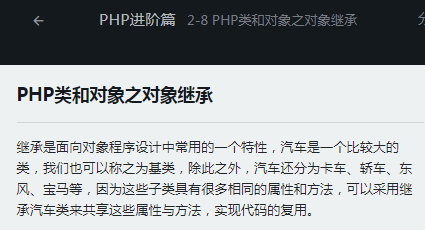 PHP进阶篇 2-8 PHP类和对象之对象继承
PHP类和对象之对象继承
继承是面向对象程序设计中常用的一个特性，汽车是一个比较大的
类，我们也可以称之为基类，除此之外，汽车还分为卡车、轿车、东
风、宝马等，因为这些子类具有很多相同的属性和方法，可以采用继
承汽车类来共享这些属性与方法，实现代码的复用。